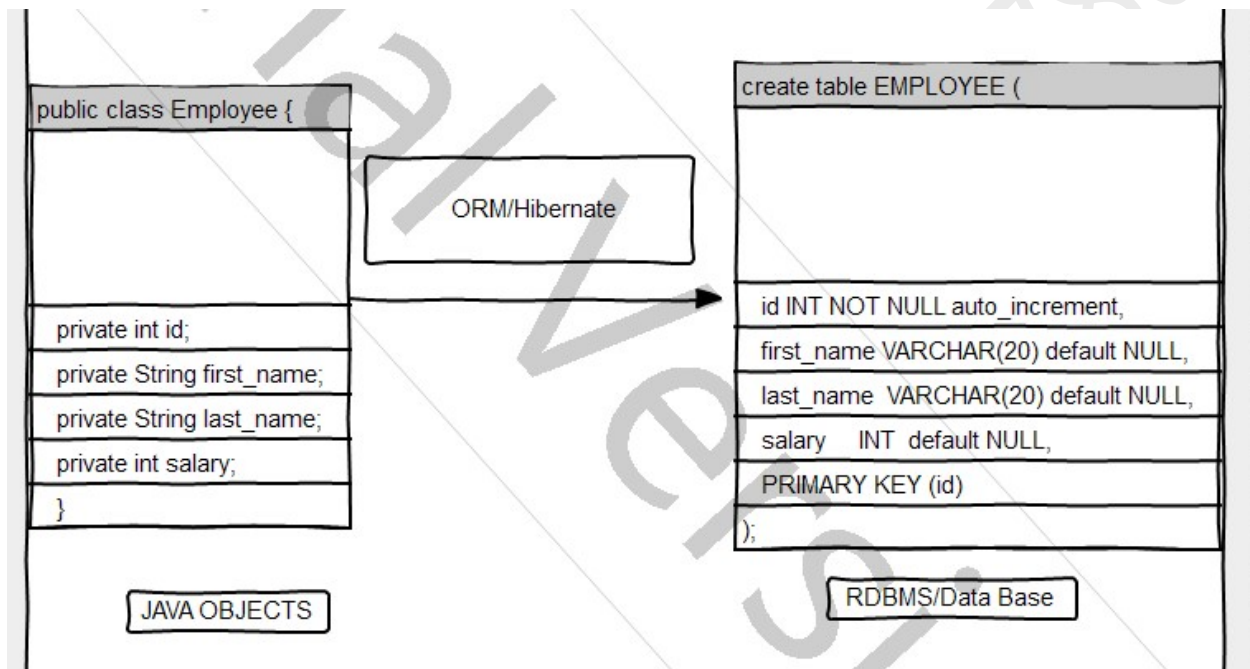 public class Employee {
private int id;
private String first_name;
private String last_name;
private int salary;
}
JAVA OBJECTS
ORM/Hibernate
create table EMPLOYEE (
id INT NOT NULL auto_increment,
first_name VARCHAR(20) default NULL,
last_name VARCHAR(20) default NULL,
salary INT default NULL,
PRIMARY KEY (id)
);
RDBMS/Data Base